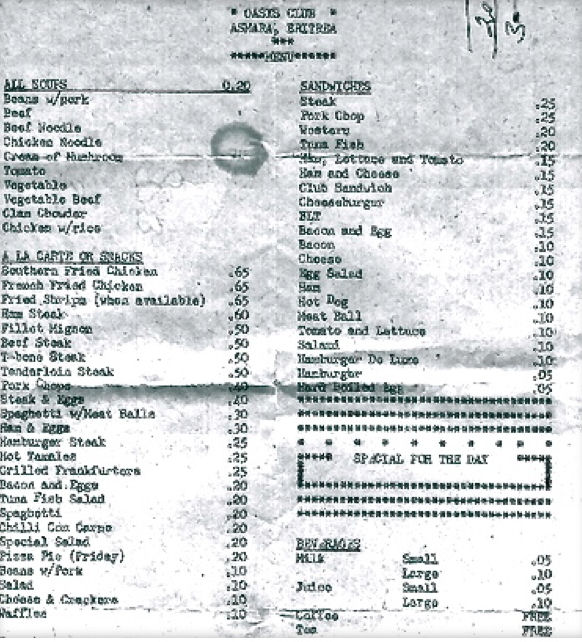 * OASIS CLUB *
ASMARA, ERITREA
***
*****MENU*****
ALL SOUPS 0.20
Beans w/pork
Beef
Beef Noodle
Chicken Noodle
Cream of Mushroom
Tomato
Vegetable
Vegetable Beef
Clam Chowder
Chicken w/rice
A LA CARTE OR SNACKS
Southern Fried Chicken .65
French Fried Chicken .65
Fried Shrimp (when available) .65
Ham Steak .60
Fillet Mignon .50
Beef Steak .50
T-bone Steak .50
Tenderloin Steak .50
Pork Chops .40
Steak & Eggs .40
Spaghetti w/Meat Balls .30
Ham & Eggs .30
Hamburger Steak .25
Hot Tamales .25
Grilled Frankfurters .25
Bacon and Eggs .20
Tuna Fish Salad .20
Spaghetti .20
Chilli Con Carne .20
Special Salad .20
Pizza Pie (Friday) .20
Beans w/Pork .10
Salad .10
Cheese & Crackers .10
Waffles .10
SANDWICHES
Steak .25
Pork Chop .25
Western .20
Tuna Fish .20
Ham, Lettuce and Tomato .15
Ham and Cheese .15
Club Sandwich .15
Cheeseburger .15
BLT .15
Bacon and Egg .15
Bacon .10
Cheese .10
Egg Salad .10
Ham .10
Hot Dog .10
Meat Ball .10
Tomato and Lettuce .10
Salami .10
Hamburger De Luxe .10
Hamburger .05
Hard Boiled Egg .05
SPECIAL FOR THE DAY
BEVERAGES
Milk Small .05
Large .10
Juice Small .05
Large .10
Coffee FREE
Tea FREE